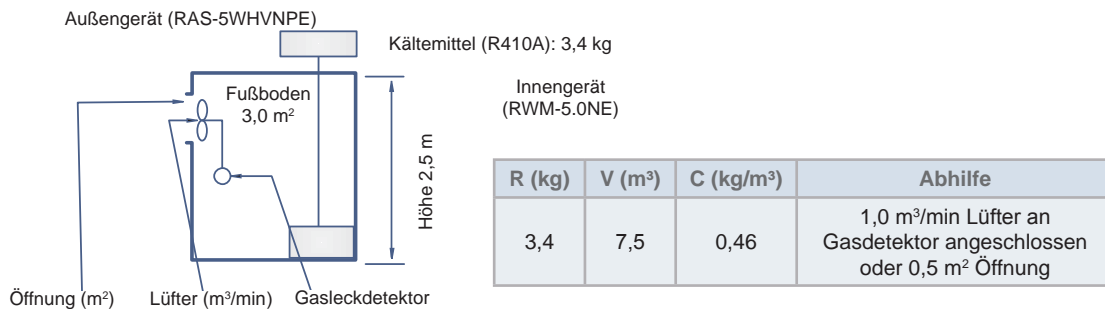 Außengerät (RAS-5WHVNPE)
Kältemittel (R410A): 3,4 kg
Fußboden
3,0 m²
Höhe 2,5 m
Öffnung (m²)
Lüfter (m³/min)
Gasleckdetektor
Innengerät
(RWM-5.0NE)
R (kg) V (m³) C (kg/m³) Abhilfe
3,4 7,5 0,46 1,0 m³/min Lüfter an
Gasdetektor angeschlossen
oder 0,5 m² Öffnung